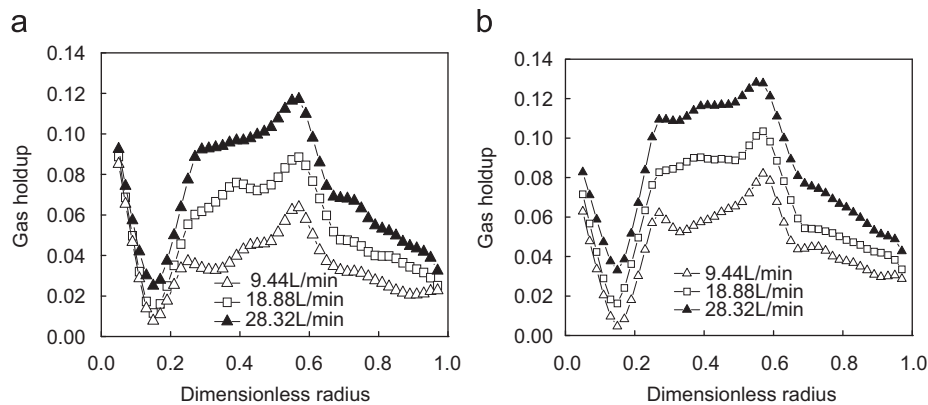 a
0.14
0.12
0.10
0.08
0.06
0.04
0.02
0.00
Gas holdup
9.44L/min
18.88L/min
28.32L/min
0.0 0.2 0.4 0.6 0.8 1.0
Dimensionless radius
b
0.14
0.12
0.10
0.08
0.06
0.04
0.02
0.00
Gas holdup
9.44L/min
18.88L/min
28.32L/min
0.0 0.2 0.4 0.6 0.8 1.0
Dimensionless radius